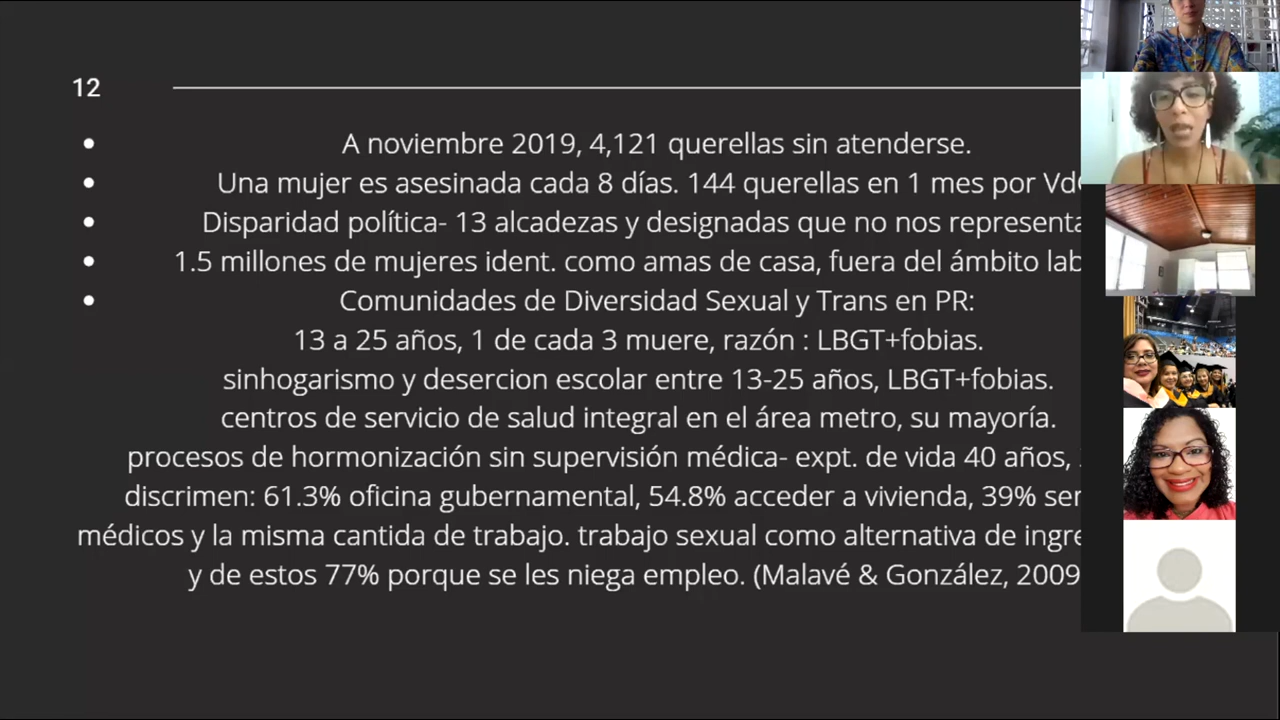 12
A noviembre 2019, 4,121 querellas sin atenderse.
Una mujer es asesinada cada 8 días. 144 querellas en 1 mes por
Disparidad política- 13 alcadezas y designadas que no nos
1.5 millones de mujeres ident. como amas de casa, fuera del ámbito
Comunidades de Diversidad Sexual y Trans en PR:
13 a 25 años, 1 de cada 3 muere, razón : LBGT+fobias.
sinhogarismo y desercion escolar entre 13-25 años, LBGT+fobias.
centros de servicio de salud integral en el área metro, su mayoría.
procesos de hormonización sin supervisión médica- expt. de vida 40 años,
discrimen: 61.3% oficina gubernamental, 54.8% acceder a vivienda, 39%
médicos y la misma cantida de trabajo. trabajo sexual como alternativa de
y de estos 77% porque se les niega empleo. (Malavé & González, 2009